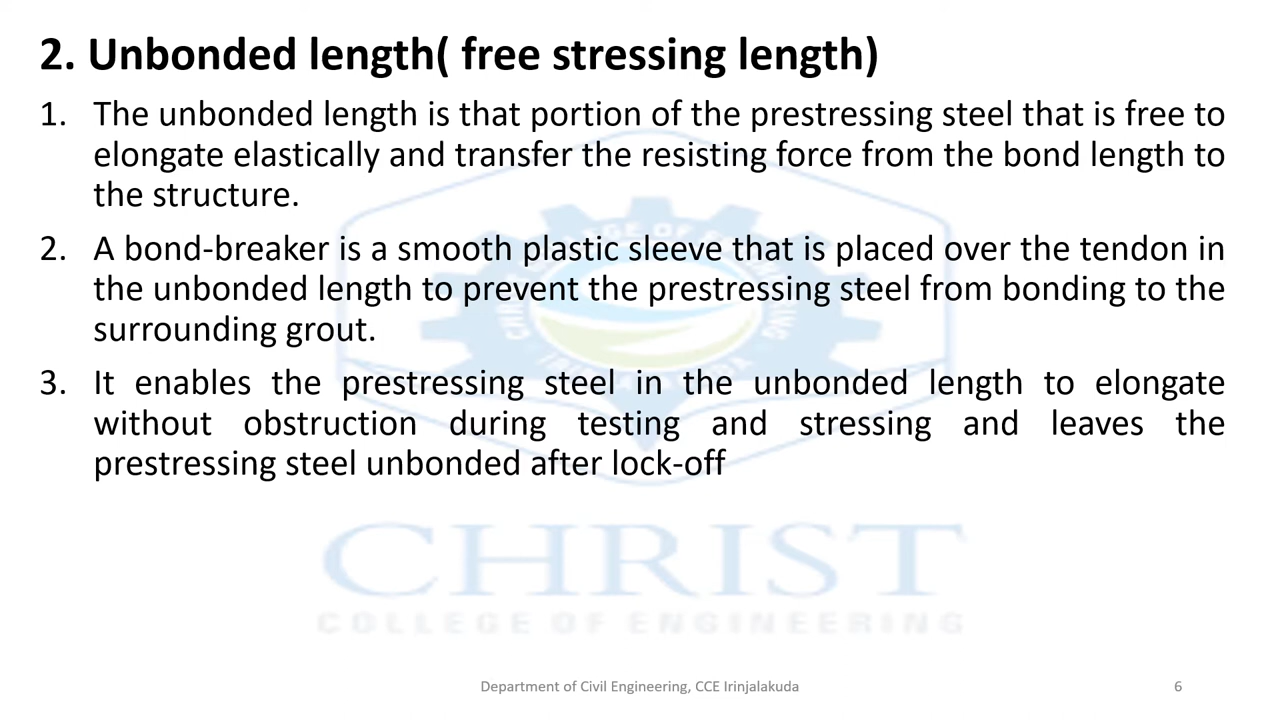 2. Unbonded length( free stressing length)
1. The unbonded length is that portion of the prestressing steel that is free to
elongate elastically and transfer the resisting force from the bond length to
the structure.
2. A bond-breaker is a smooth plastic sleeve that is placed over the tendon in
the unbonded length to prevent the prestressing steel from bonding to the
surrounding grout.
3. It enables the prestressing steel in the unbonded length to elongate
without obstruction during testing and stressing and leaves the
prestressing steel unbonded after lock-off
CHRIST
COLLEGE OF ENGINEERING
Department of Civil Engineering, CCE Irinjalakuda
6